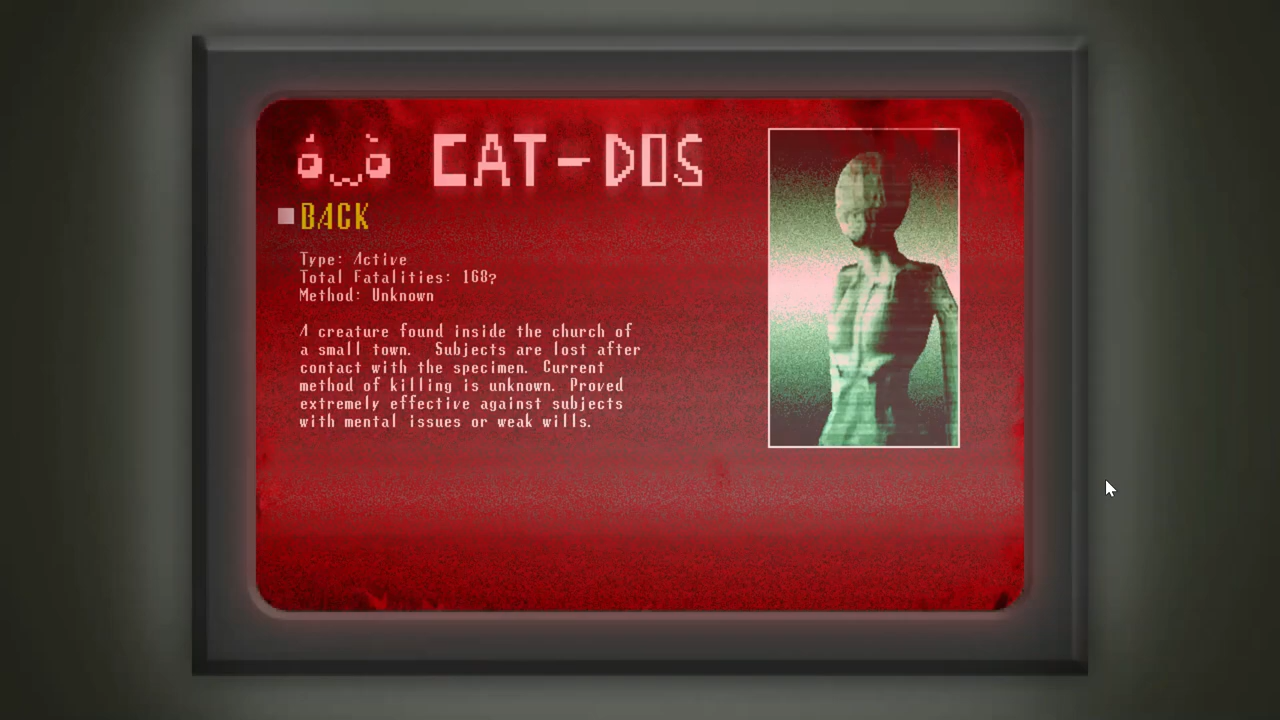 CAT-DOS
BACK
Type: Active
Total Fatalities: 168?
Method: Unknown
A creature found inside the church of
a small town. Subjects are lost after
contact with the specimen. Current
method of killing is unknown. Proved
extremely effective against subjects
with mental issues or weak wills.